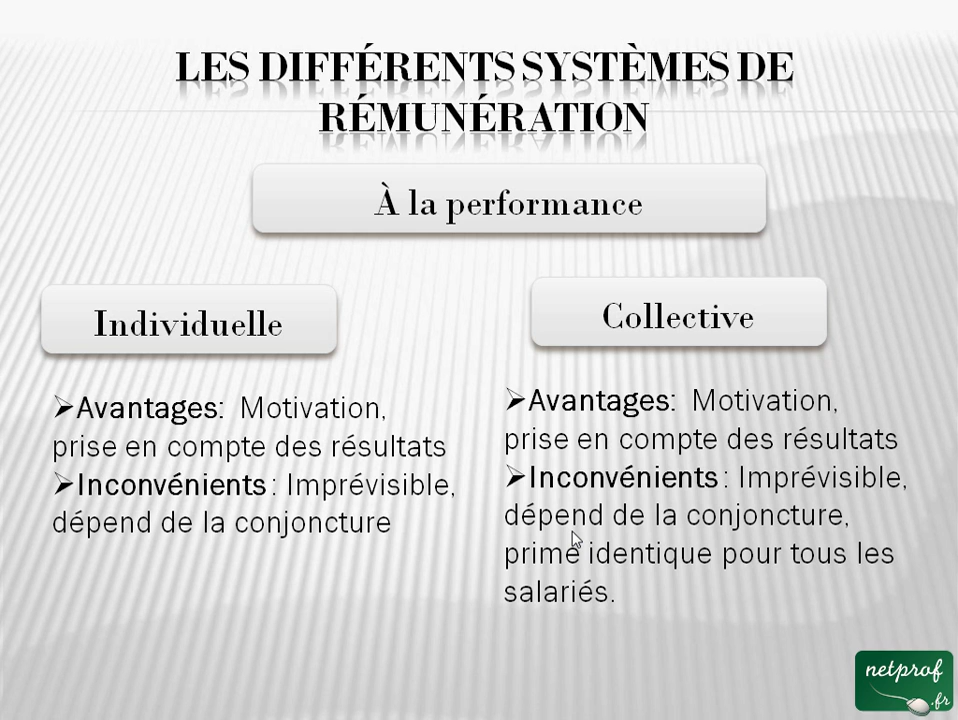 LES DIFFÉRENTS SYSTÈMES DE
RÉMUNÉRATION
À la performance
Individuelle
➢Avantages: Motivation,
prise en compte des résultats
➢Inconvénients : Imprévisible,
dépend de la conjoncture
Collective
➢Avantages: Motivation,
prise en compte des résultats
➢Inconvénients : Imprévisible,
dépend de la conjoncture,
prime identique pour tous les
salariés.
netprof
.fr